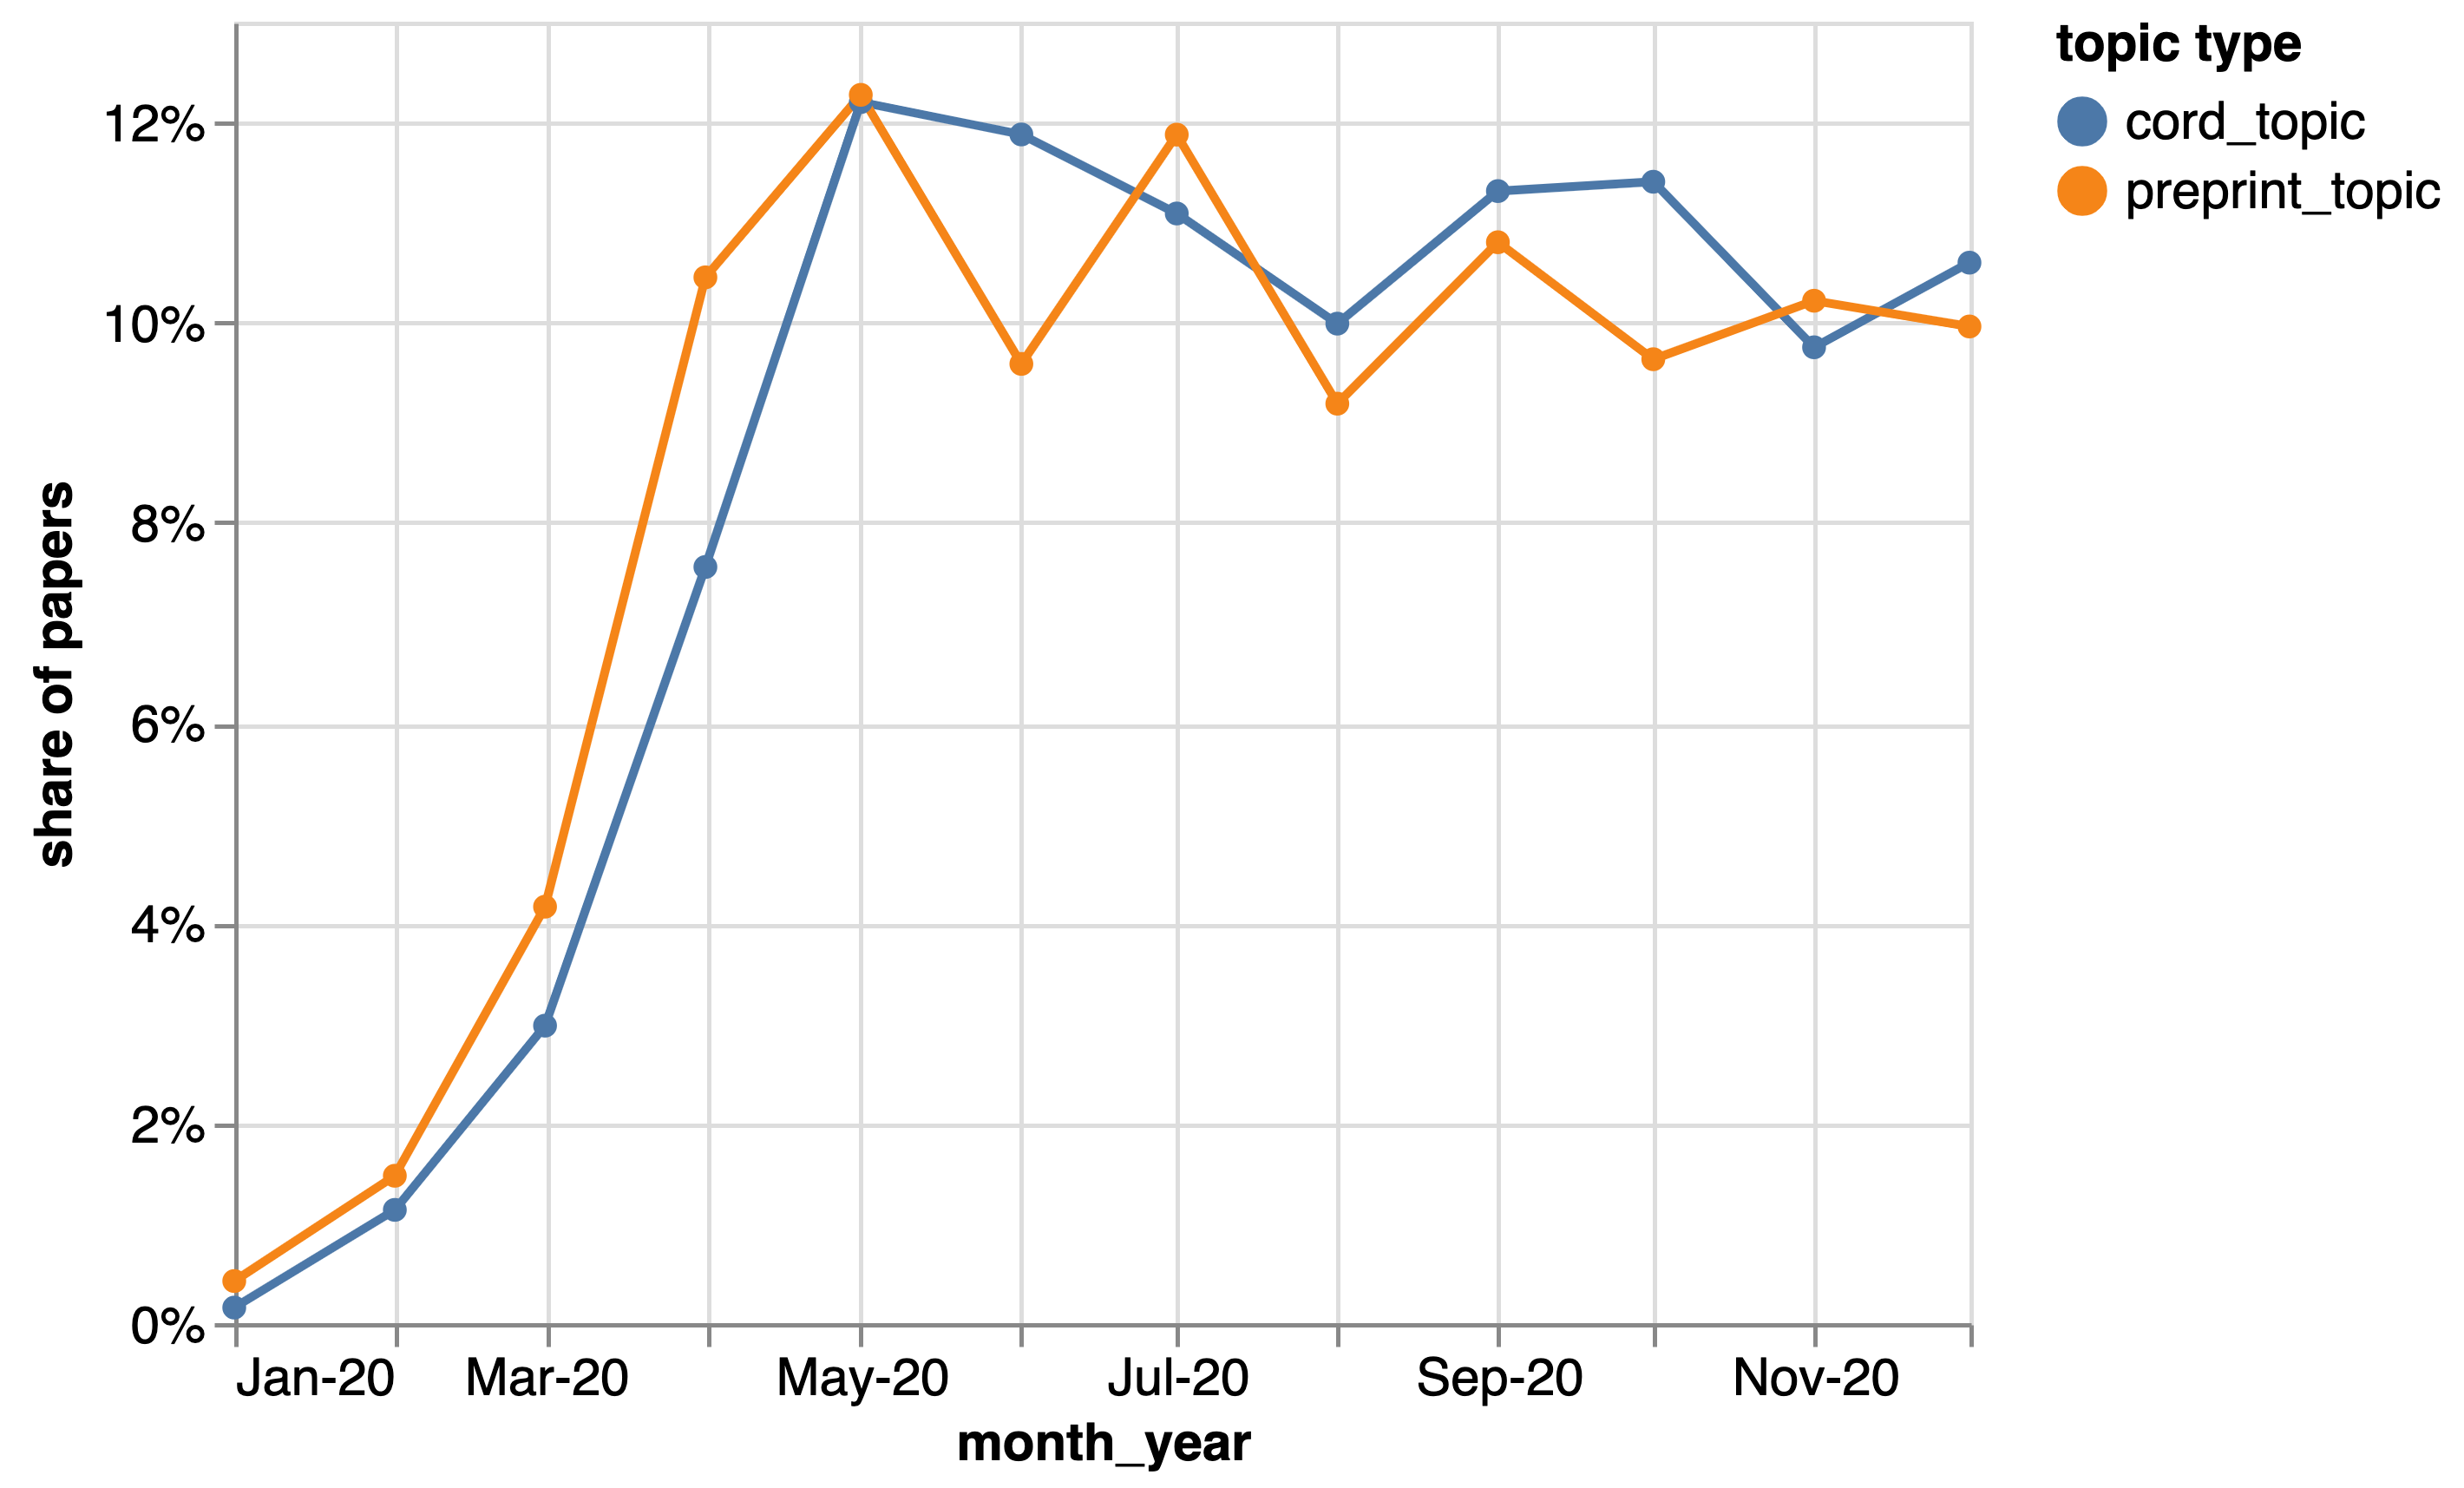 topic type
cord_topic
preprint_topic
share of papers
12%
10%
8%
6%
4%
2%
0%
Jan-20 Mar-20 May-20 Jul-20 Sep-20 Nov-20
month_year